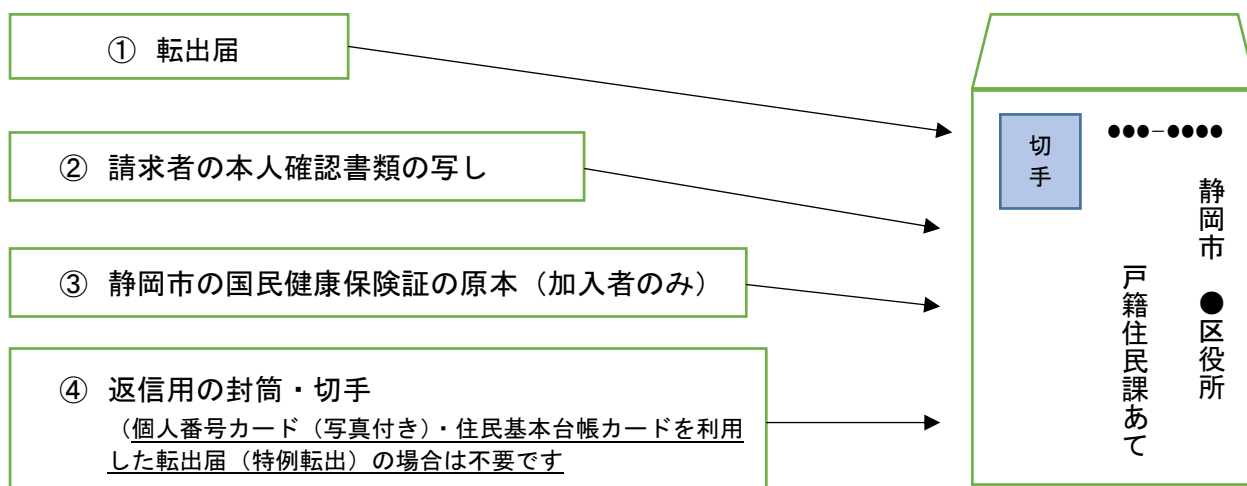 ① 転出届
② 請求者の本人確認書類の写し
③ 静岡市の国民健康保険証の原本（加入者のみ）
④ 返信用の封筒・切手
（個人番号カード（写真付き）・住民基本台帳カードを利用
した転出届（特例転出）の場合は不要です
切手
●●●−●●●●
静岡市　●区役所
戸籍住民課あて